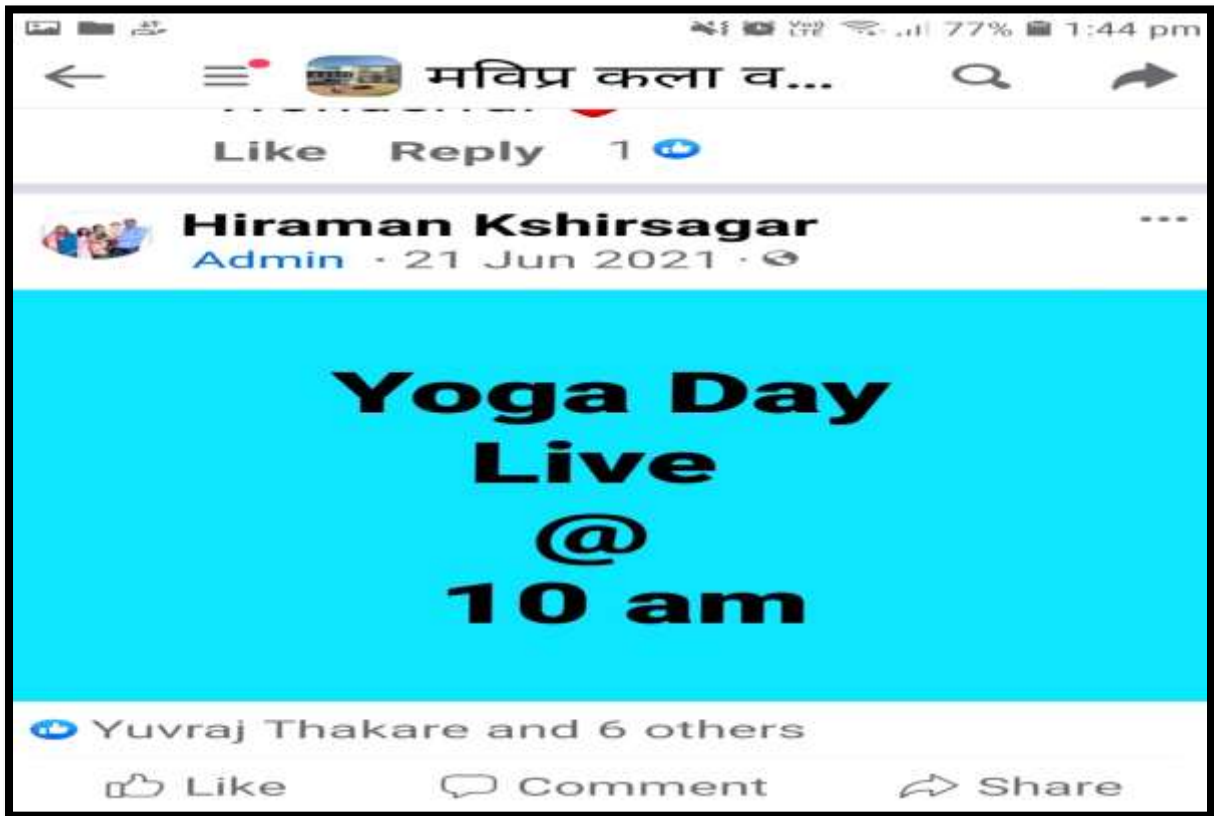 77% 1:44 pm
मविप्र कला व...
Like Reply 1
Hiraman Kshirsagar
Admin · 21 Jun 2021 ·
Yoga Day
Live
@
10 am
Yuvraj Thakare and 6 others
Like Comment Share